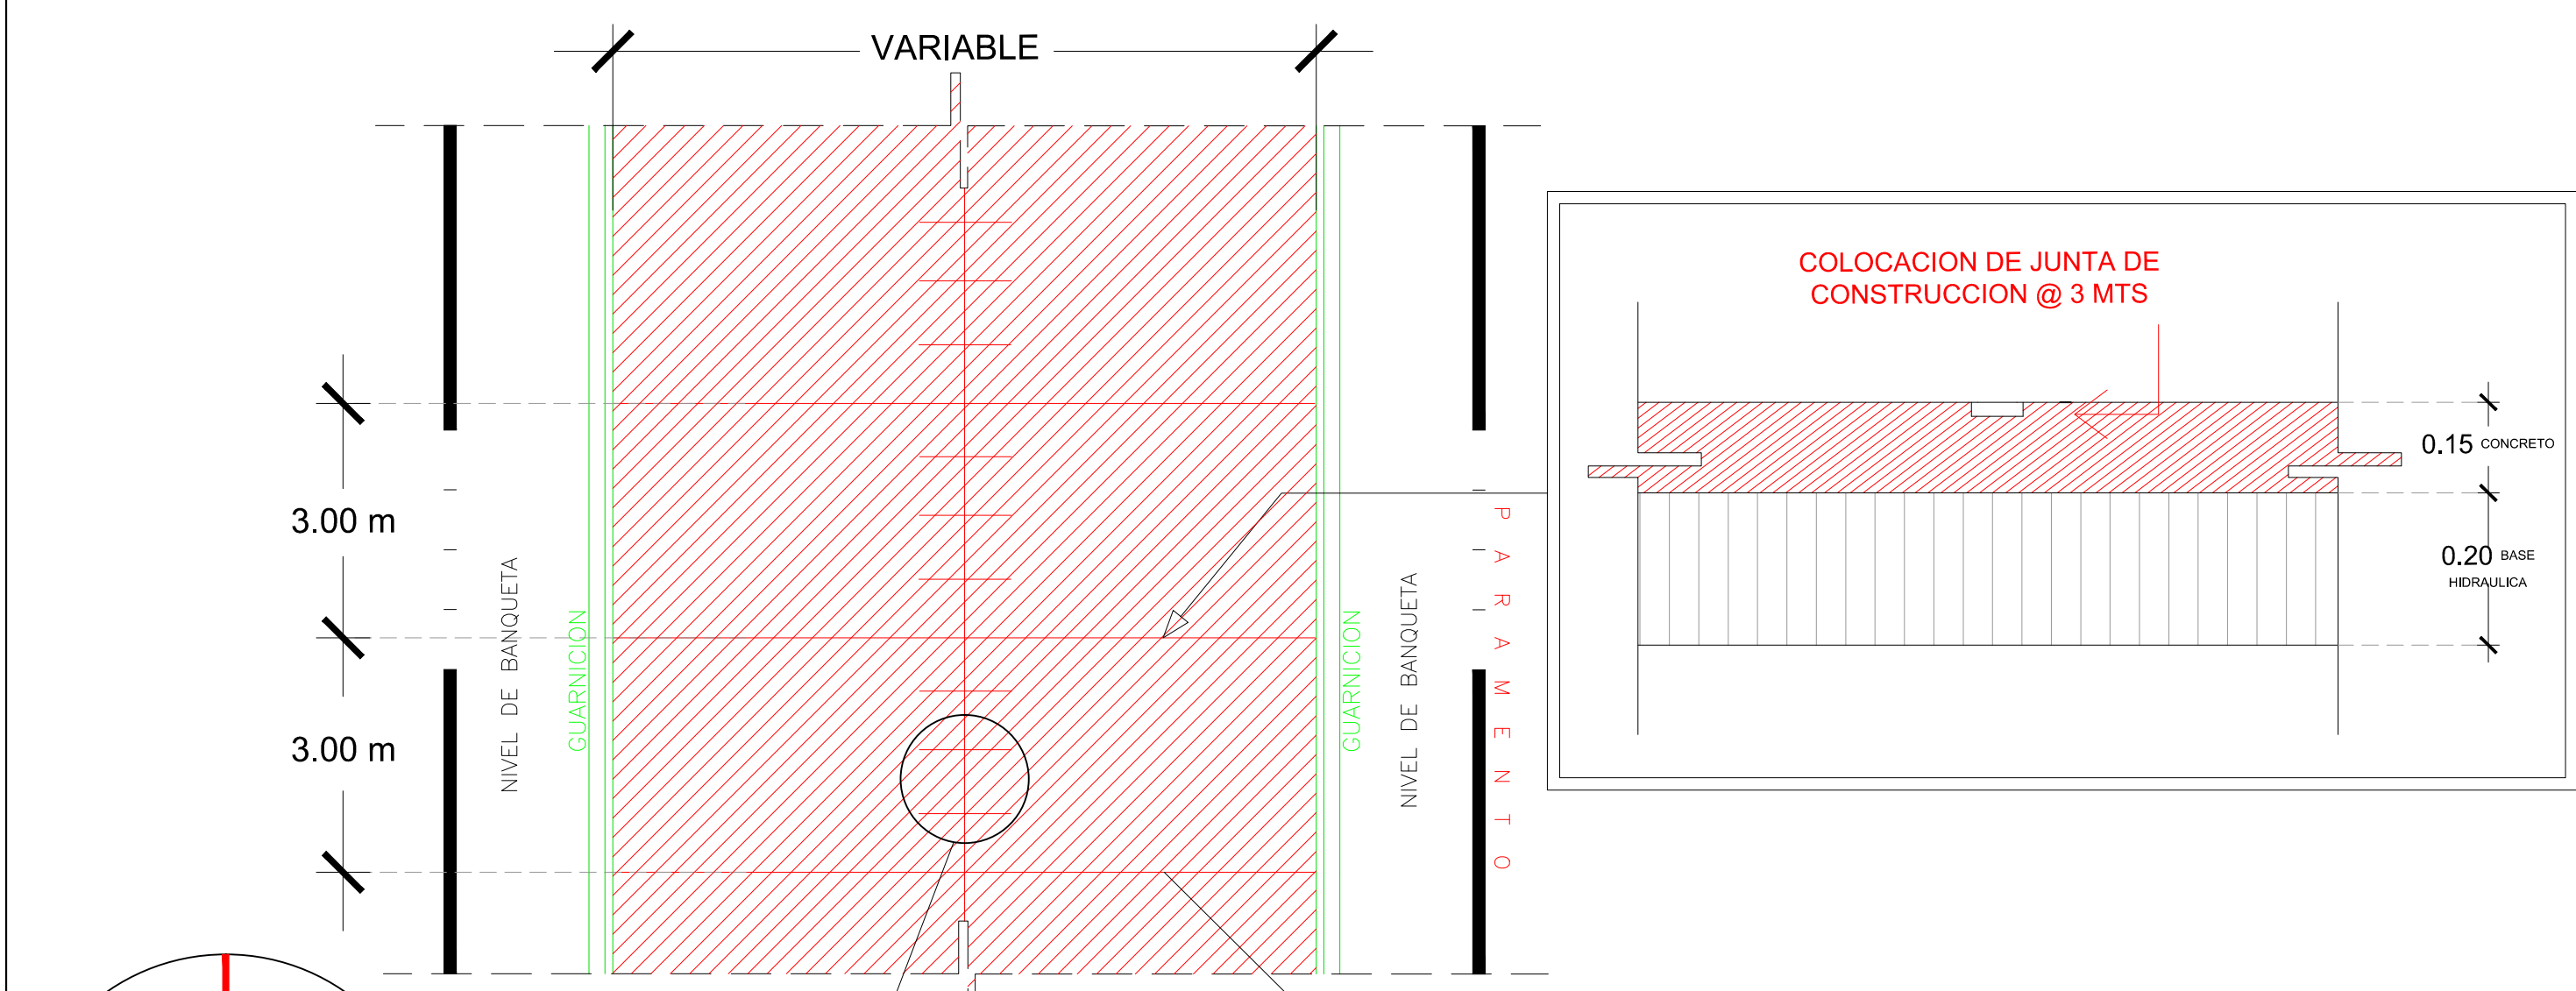 VARIABLE
COLOCACION DE JUNTA DE
CONSTRUCCION @ 3 MTS
0.15 CONCRETO
0.20 BASE
HIDRAULICA
3.00 m
3.00 m
NIVEL DE BANQUETA
GUARNICION
GUARNICION
NIVEL DE BANQUETA
PARAMENTO